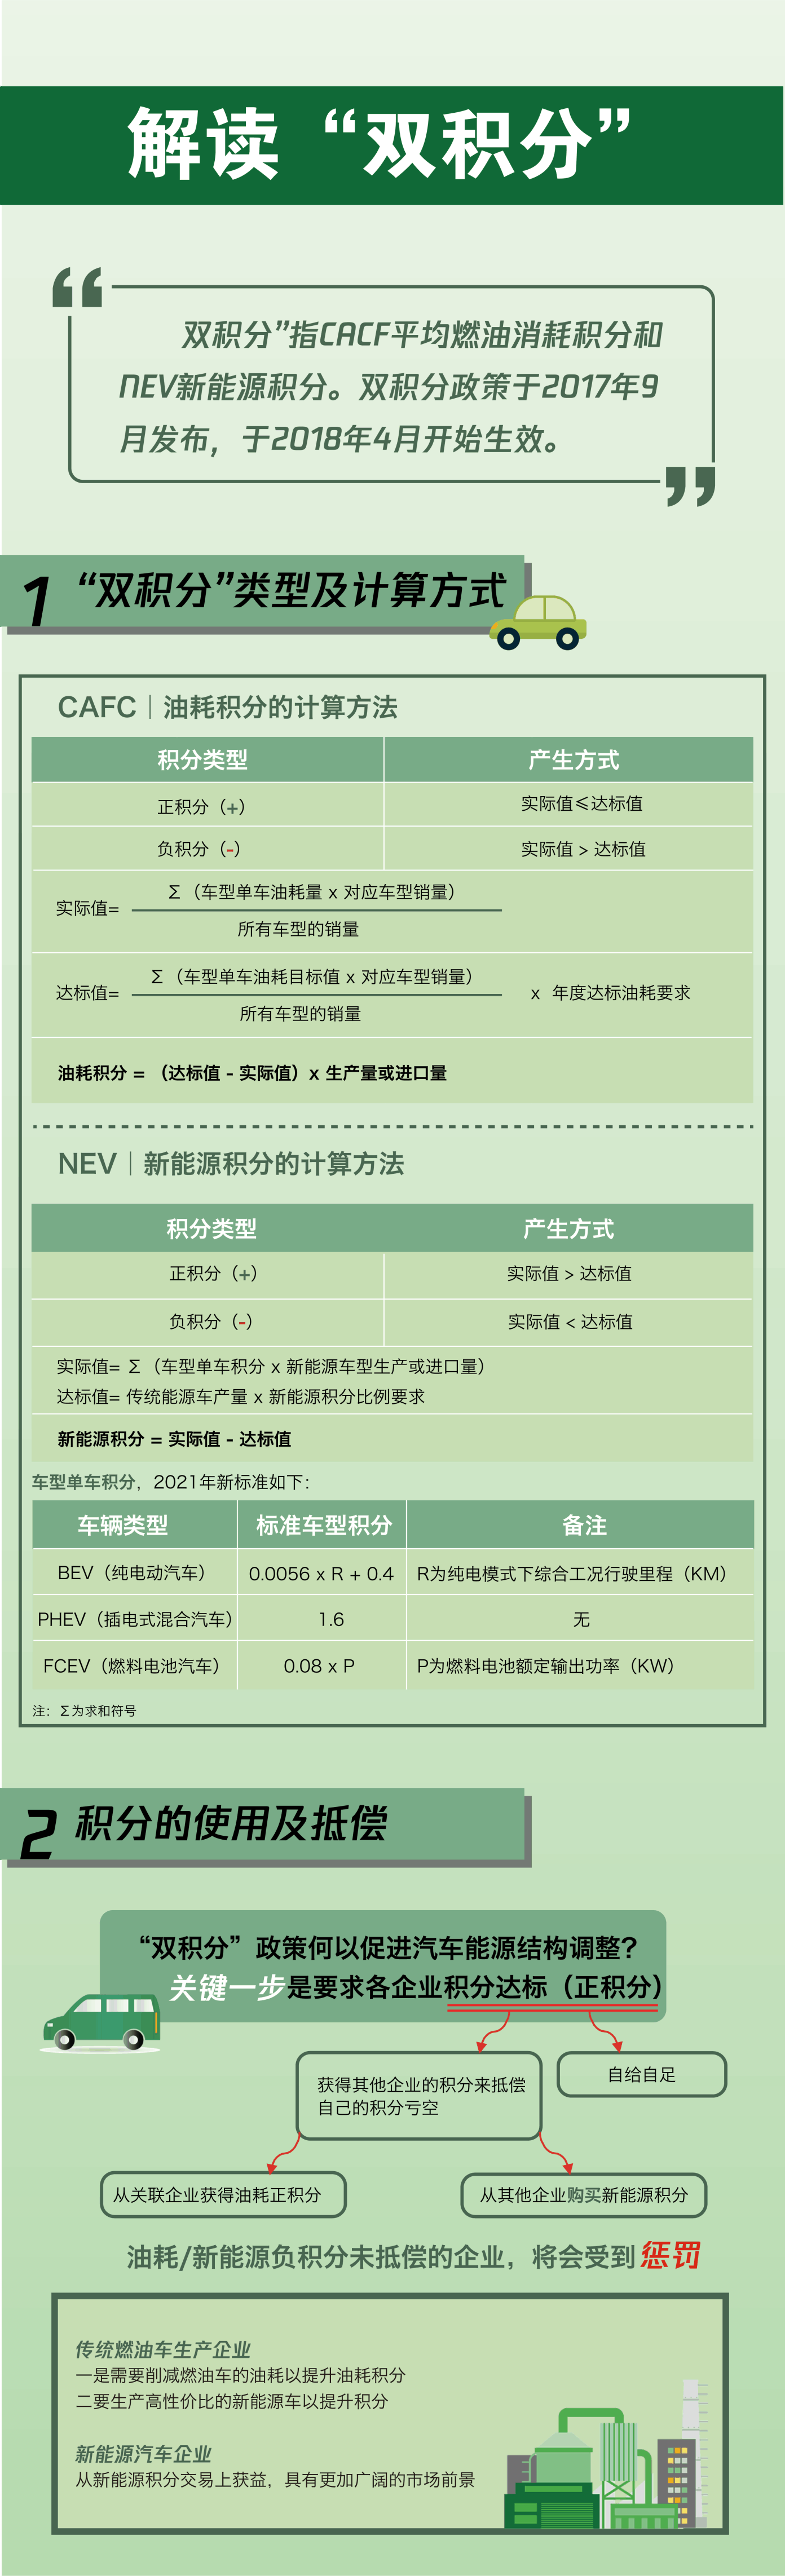 解读“双积分”
双积分”指CACF平均燃油消耗积分和
NEV新能源积分。双积分政策于2017年9
月发布，于2018年4月开始生效。
1 “双积分”类型及计算方式
CAFC｜油耗积分的计算方法
积分类型 产生方式
正积分（+） 实际值≤达标值
负积分（-） 实际值 > 达标值
Σ（车型单车油耗量 x 对应车型销量）
实际值=
所有车型的销量
Σ（车型单车油耗目标值 x 对应车型销量）
达标值= x 年度达标油耗要求
所有车型的销量
油耗积分 = （达标值 - 实际值）x 生产量或进口量
NEV｜新能源积分的计算方法
积分类型 产生方式
正积分（+） 实际值 > 达标值
负积分（-） 实际值 < 达标值
实际值= Σ（车型单车积分 x 新能源车型生产或进口量）
达标值= 传统能源车产量 x 新能源积分比例要求
新能源积分 = 实际值 - 达标值
车型单车积分，2021年新标准如下：
车辆类型 标准车型积分 备注
BEV（纯电动汽车） 0.0056 x R + 0.4 R为纯电模式下综合工况行驶里程（KM）
PHEV（插电式混合汽车） 1.6 无
FCEV（燃料电池汽车） 0.08 x P P为燃料电池额定输出功率（KW）
注：Σ为求和符号
2 积分的使用及抵偿
“双积分”政策何以促进汽车能源结构调整？
关键一步是要求各企业积分达标（正积分）
自给自足
获得其他企业的积分来抵偿
自己的积分亏空
从关联企业获得油耗正积分 从其他企业购买新能源积分
油耗/新能源负积分未抵偿的企业，将会受到惩罚
传统燃油车生产企业
一是需要削减燃油车的油耗以提升油耗积分
二要生产高性价比的新能源车以提升积分
新能源汽车企业
从新能源积分交易上获益，具有更加广阔的市场前景